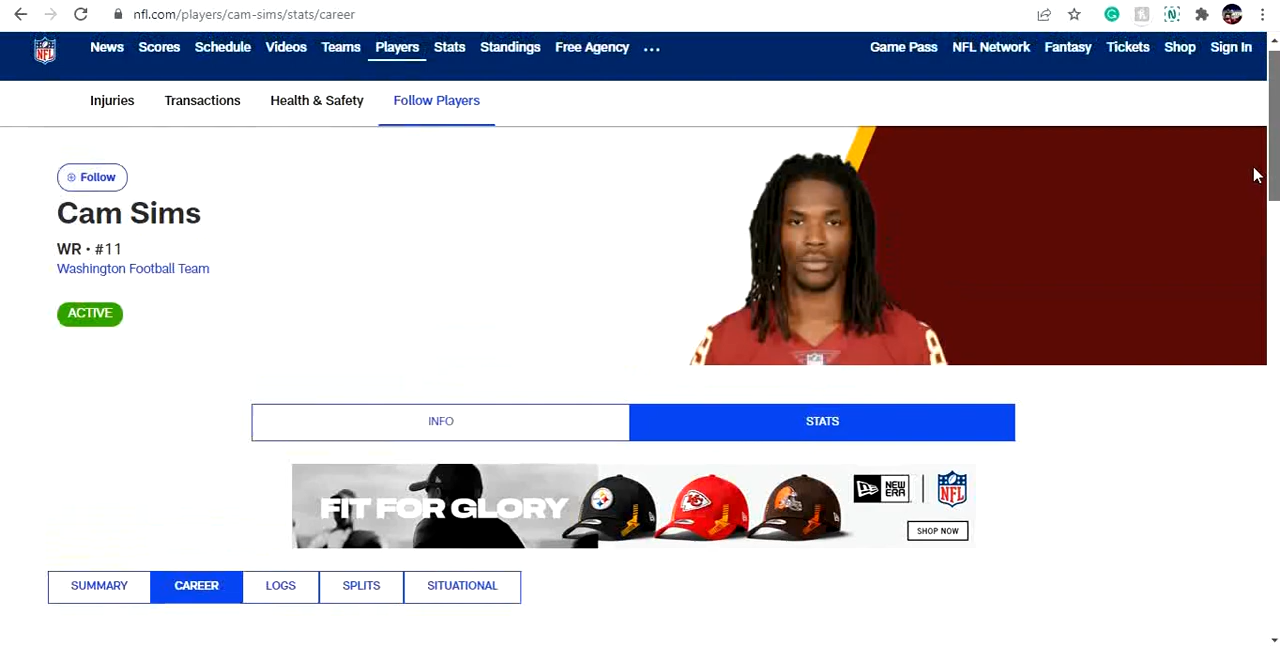 nfl.com/players/cam-sims/stats/career
NFL News Scores Schedule Videos Teams Players Stats Standings Free Agency ... Game Pass NFL Network Fantasy Tickets Shop Sign In
Injuries Transactions Health & Safety Follow Players
Follow
Cam Sims
WR • #11
Washington Football Team
ACTIVE
INFO STATS
FIT FOR GLORY
NEW ERA
NFL
SHOP NOW
SUMMARY CAREER LOGS SPLITS SITUATIONAL